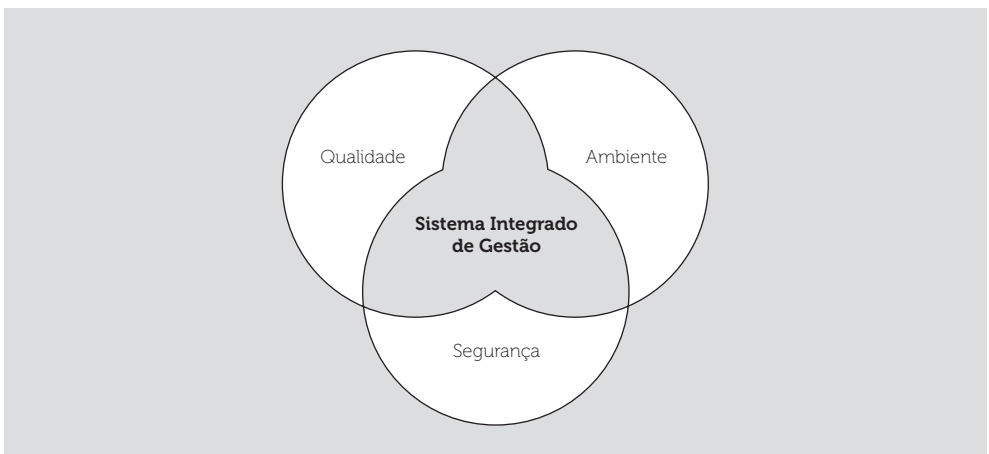 Qualidade
Ambiente
Sistema Integrado
de Gestão
Segurança